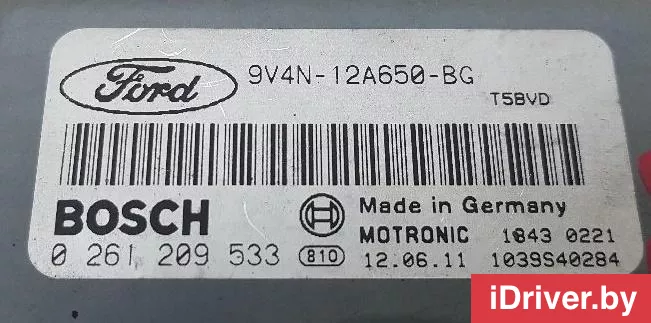 Ford
9V4N-12A650-BG
T5BVD
BOSCH
Made in Germany
MOTRONIC 1843 0221
0 261 209 533 810 12.06.11 1039S40284
iDriver.by